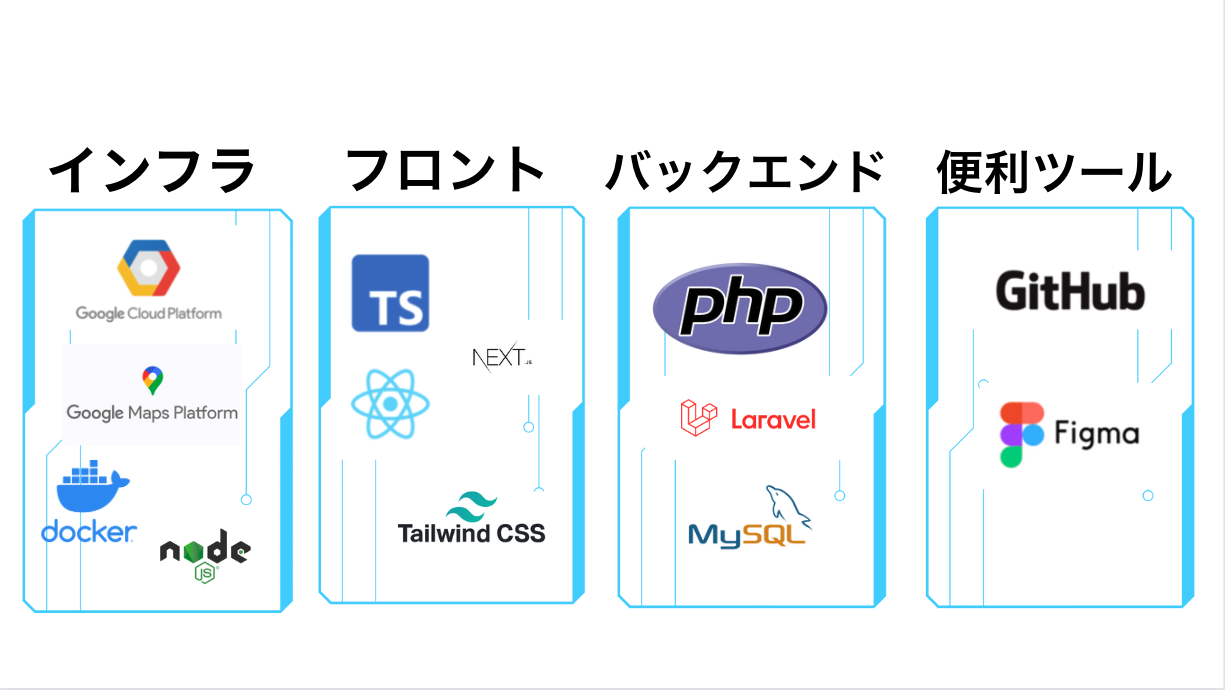 インフラ
Google Cloud Platform
Google Maps Platform
docker
node
JS
フロント
TS
NEXT.JS
Tailwind CSS
バックエンド
php
Laravel
MySQL
便利ツール
GitHub
Figma